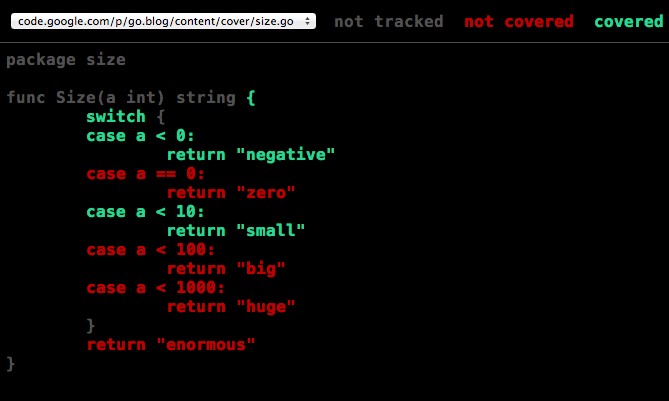 code.google.com/p/go.blog/content/cover/size.go not tracked not covered covered
package size
func Size(a int) string {
switch {
case a < 0:
return "negative"
case a == 0:
return "zero"
case a < 10:
return "small"
case a < 100:
return "big"
case a < 1000:
return "huge"
}
return "enormous"
}